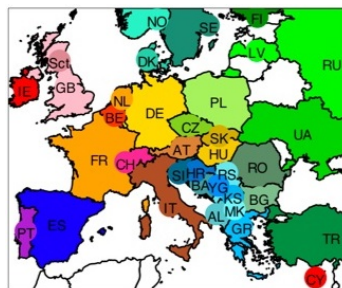 NO
SE
FI
Sct
DK
LV
RU
IE
GB
NL
BE
DE
PL
CZ
UA
FR
CH
AT
SK
HU
RO
SI
HR
RS
BA
YG
KS
BG
IT
AL
MK
GR
PT
ES
TR
CY